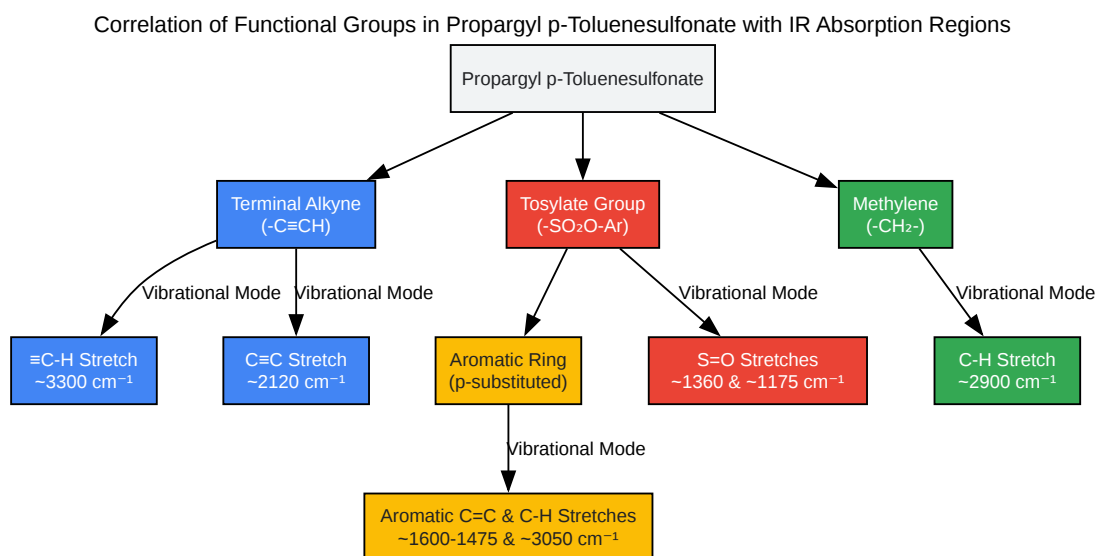 Correlation of Functional Groups in Propargyl p-Toluenesulfonate with IR Absorption Regions
Propargyl p-Toluenesulfonate
Terminal Alkyne
(-C≡CH)
Tosylate Group
(-SO₂O-Ar)
Methylene
(-CH₂-)
Vibrational Mode
Vibrational Mode
Vibrational Mode
Vibrational Mode
≡C-H Stretch
~3300 cm⁻¹
C≡C Stretch
~2120 cm⁻¹
Aromatic Ring
(p-substituted)
S=O Stretches
~1360 & ~1175 cm⁻¹
C-H Stretch
~2900 cm⁻¹
Vibrational Mode
Aromatic C=C & C-H Stretches
~1600-1475 & ~3050 cm⁻¹